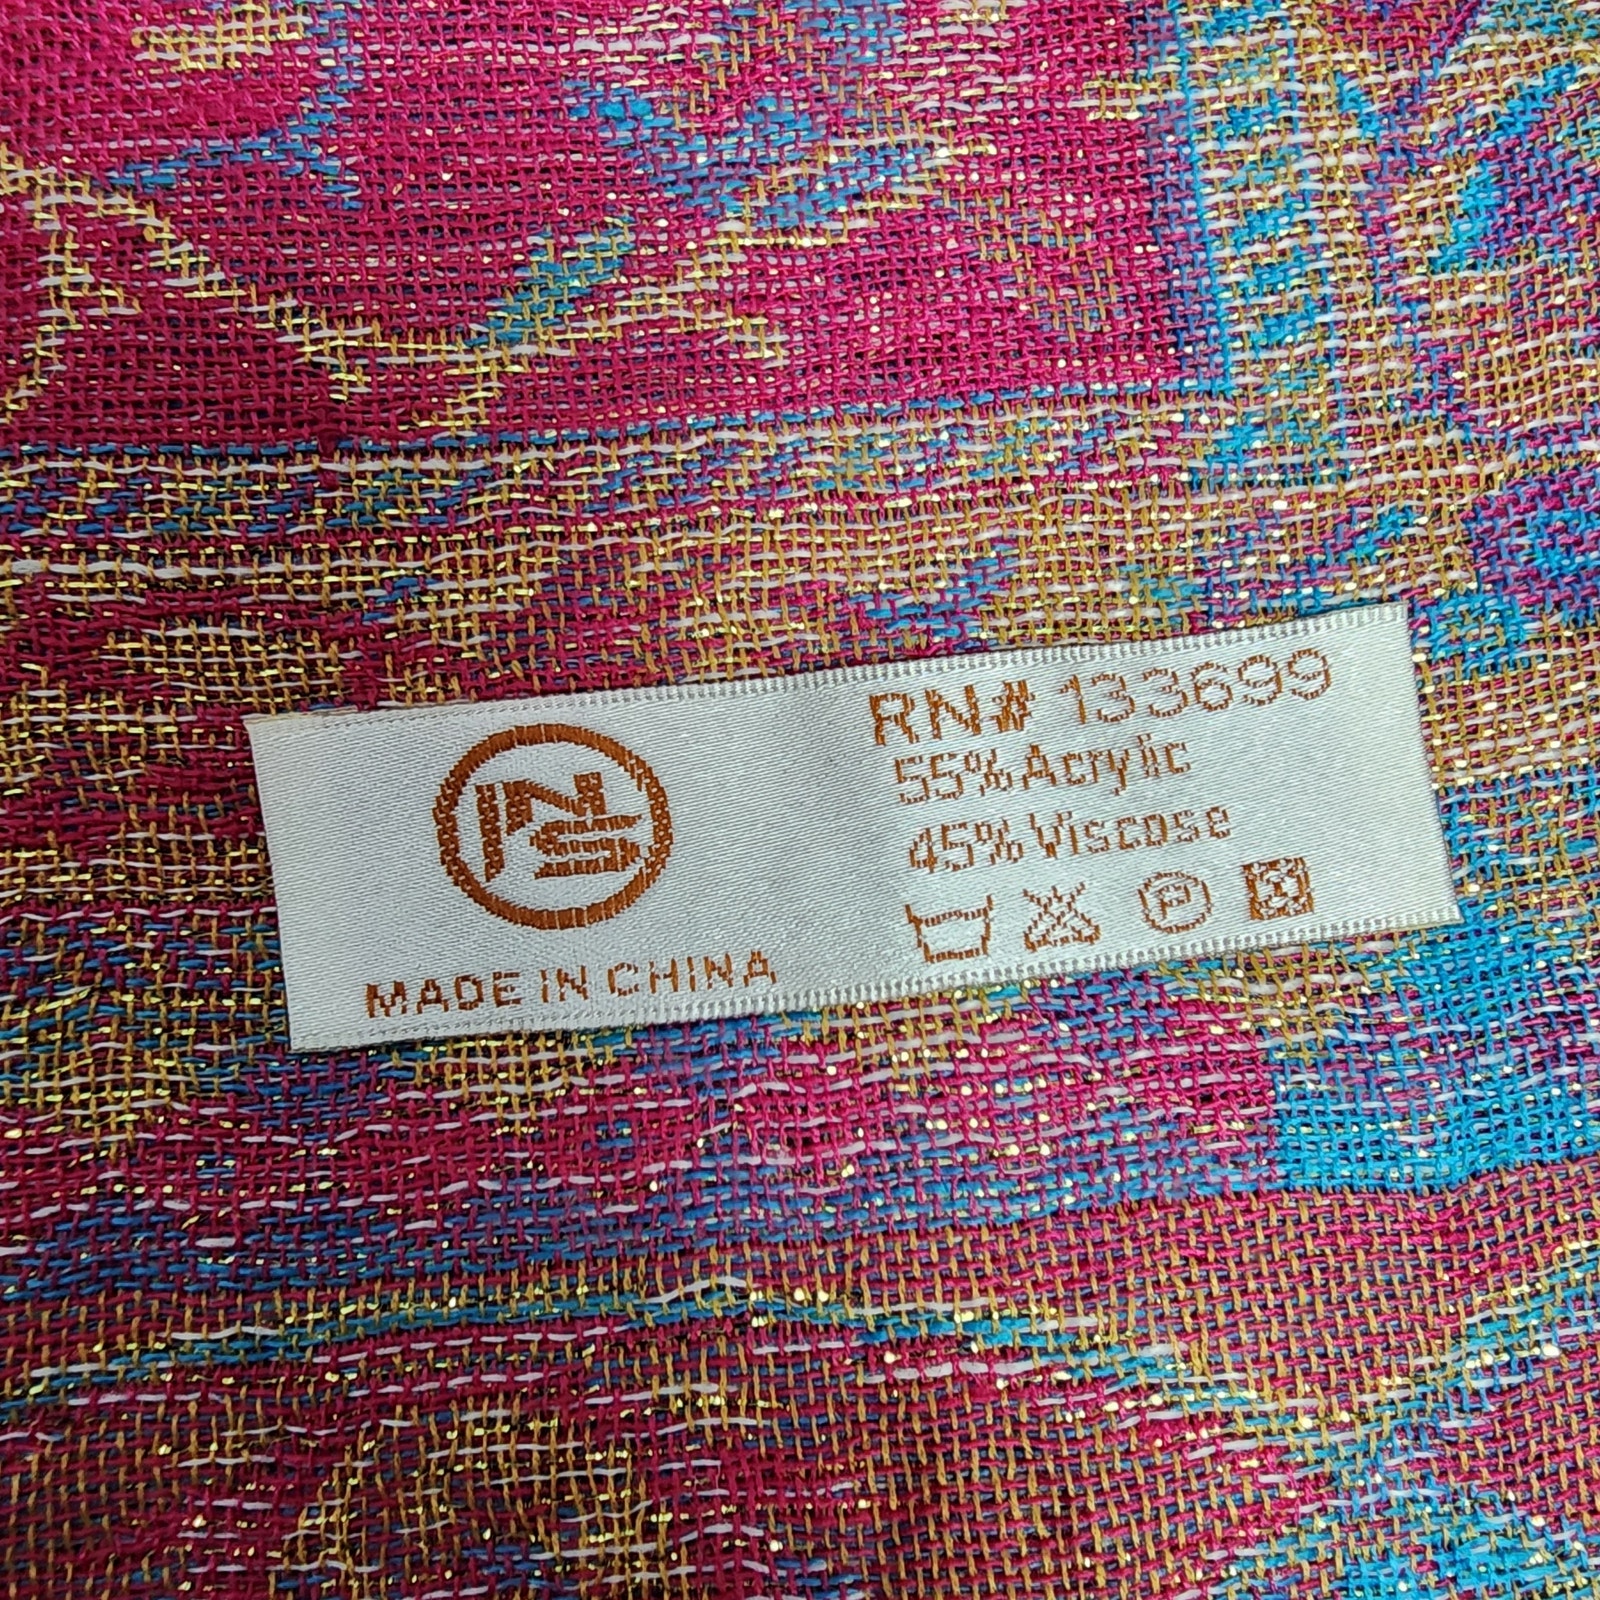 RN# 133699
55% Acrylic
45% Viscose
P
MADE IN CHINA